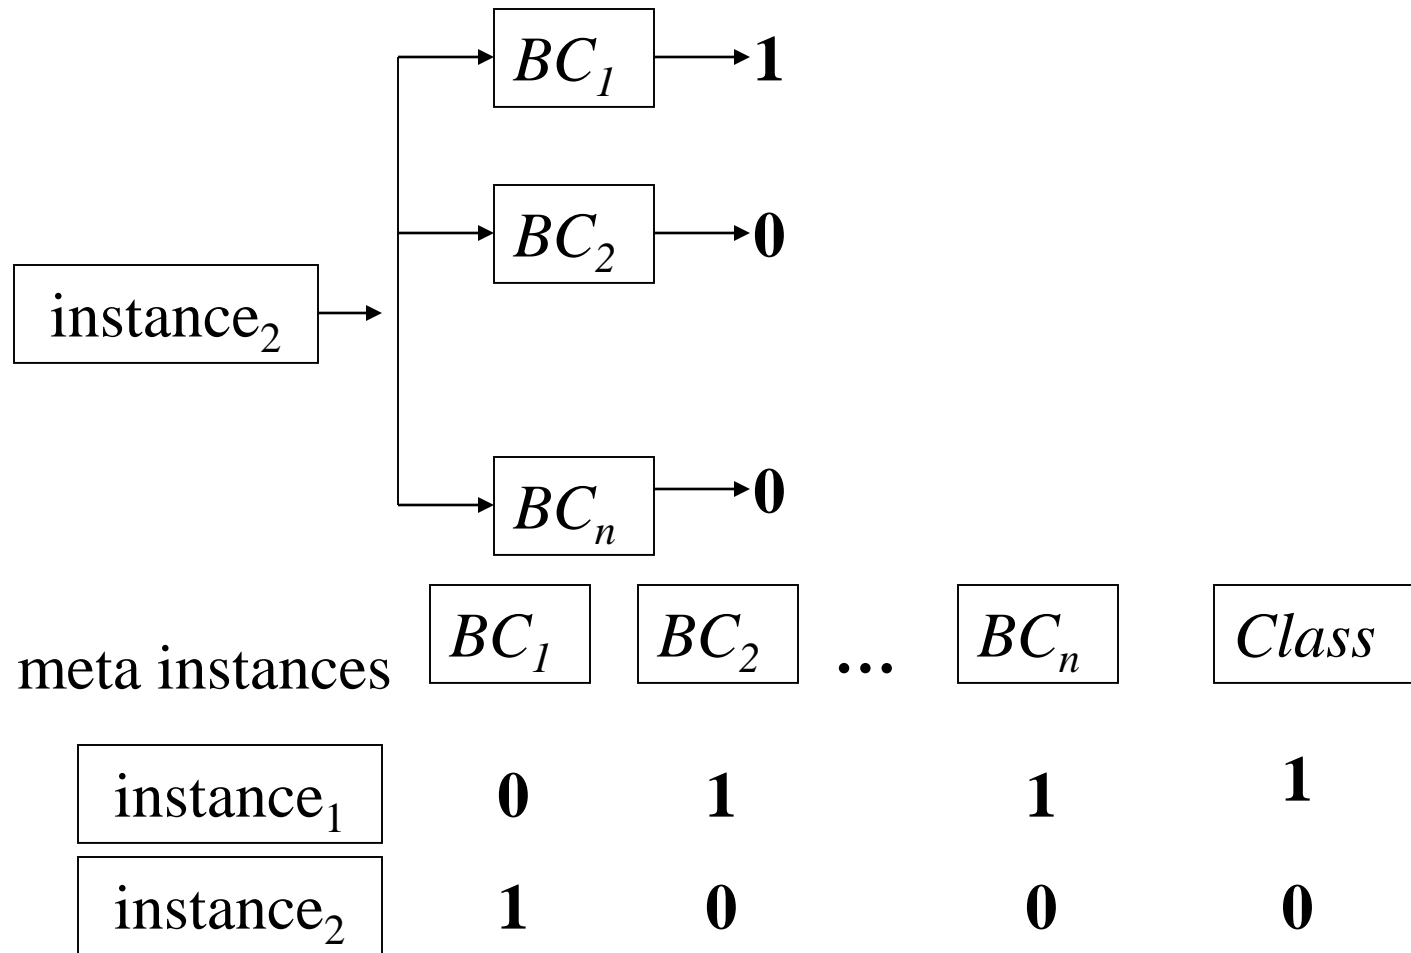 BC₁ 1
BC₂ 0
instance₂
BCₙ 0
meta instances BC₁ BC₂ ... BCₙ Class
instance₁ 0 1 1 1
instance₂ 1 0 0 0